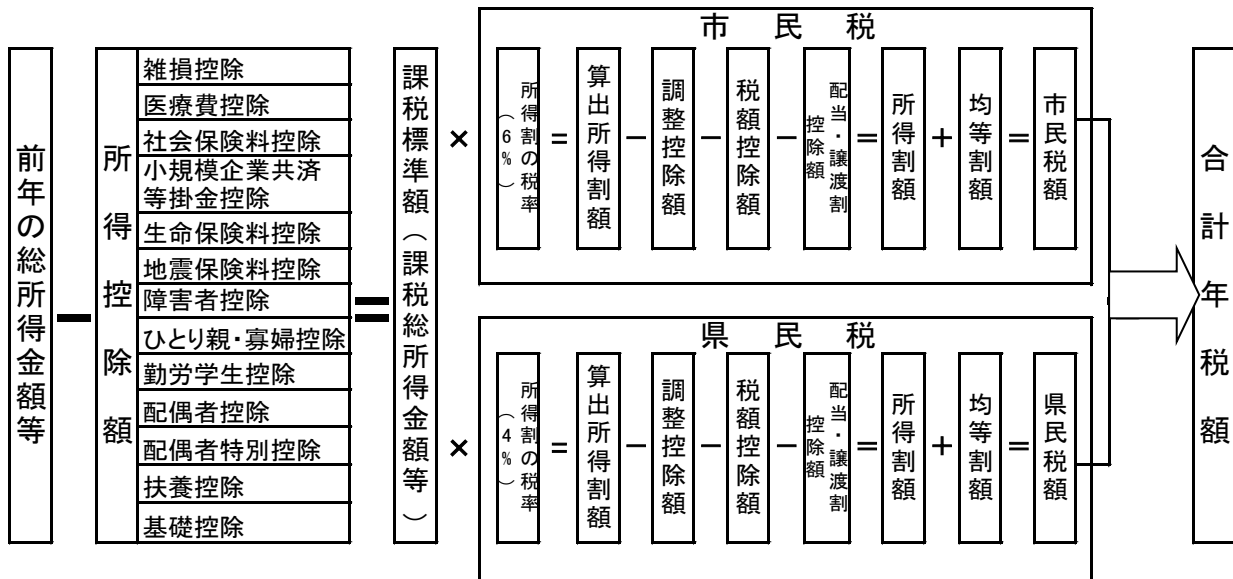 前年の総所得金額等
－
所得控除額
雑損控除
医療費控除
社会保険料控除
小規模企業共済
等掛金控除
生命保険料控除
地震保険料控除
障害者控除
ひとり親・寡婦控除
勤労学生控除
配偶者控除
配偶者特別控除
扶養控除
基礎控除
＝
課税標準額（課税総所得金額等）
市民税
×
所得割の税率
（6%）
＝
算出所得割額
－
調整控除額
－
税額控除額
－
配当・譲渡割
控除額
＝
所得割額
＋
均等割額
＝
市民税額
県民税
×
所得割の税率
（4%）
＝
算出所得割額
－
調整控除額
－
税額控除額
－
配当・譲渡割
控除額
＝
所得割額
＋
均等割額
＝
県民税額
合計年税額